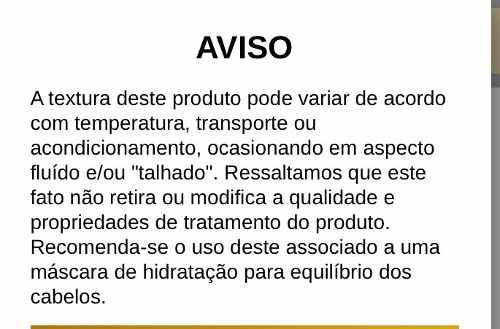 AVISO
A textura deste produto pode variar de acordo
com temperatura, transporte ou
acondicionamento, ocasionando em aspecto
fluído e/ou "talhado". Ressaltamos que este
fato não retira ou modifica a qualidade e
propriedades de tratamento do produto.
Recomenda-se o uso deste associado a uma
máscara de hidratação para equilíbrio dos
cabelos.